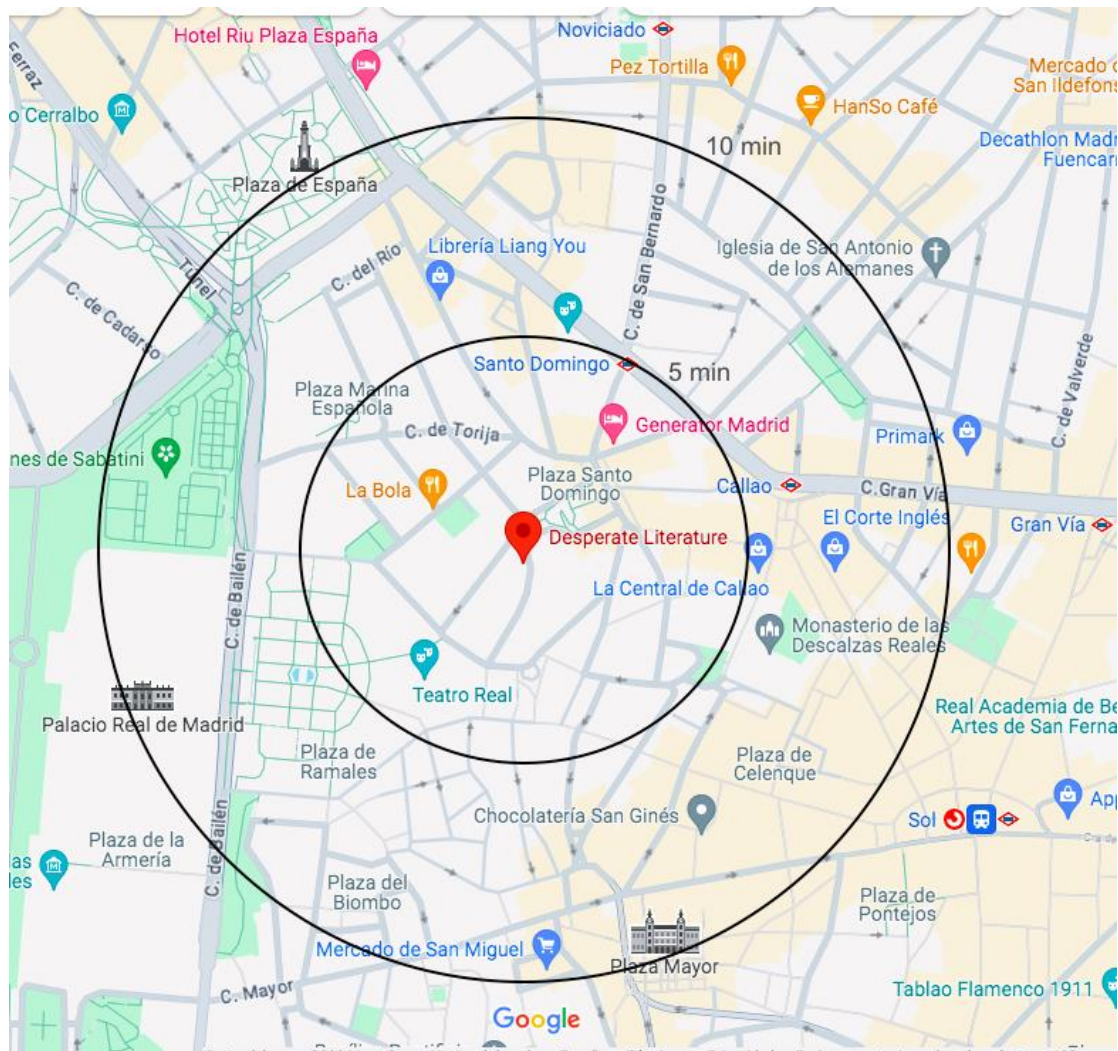 Ferraz
Hotel Riu Plaza España
Noviciado
Pez Tortilla
Mercado
San Ildefons
o Cerralbo
HanSo Café
10 min
Decathlon Madr
Fuencarr
Plaza de España
C. de San Bernardo
Librería Liang You
Iglesia de San Antonio
de los Alemanes
C. del Río
Túnel
C. de Cadarso
C. de Valverde
Santo Domingo
5 min
Plaza Marina
Española
C. de Torija
Generator Madrid
Primark
nes de Sabatini
Plaza Santo
Domingo
La Bola
Callao
C.Gran Vía
El Corte Inglés
Gran Vía
Desperate Literature
La Central de Callao
C. de Bailén
Monasterio de las
Descalzas Reales
Teatro Real
Palacio Real de Madrid
Real Academia de Be
Artes de San Ferna
Plaza de
Ramales
Plaza de
Celenque
Chocolatería San Ginés
App
Sol
Plaza de la
Armería
C. de Bailén
las
les
Plaza del
Biombo
Plaza de
Pontejos
Mercado de San Miguel
Plaza Mayor
C. Mayor
Tablao Flamenco 1911
Google